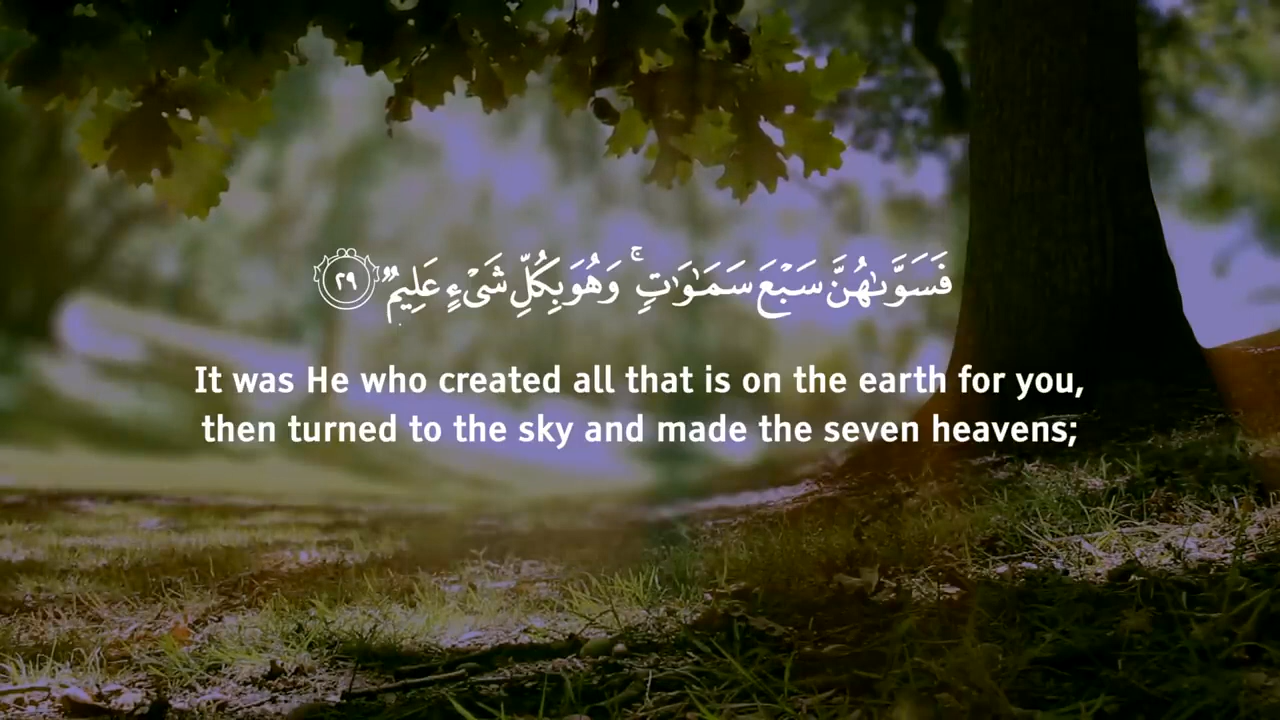 فَسَوَّىٰهُنَّ سَبْعَ سَمَـٰوَٰتٍ ۚ وَهُوَ بِكُلِّ شَىْءٍ عَلِيمٌ ٢٩
It was He who created all that is on the earth for you,
then turned to the sky and made the seven heavens;